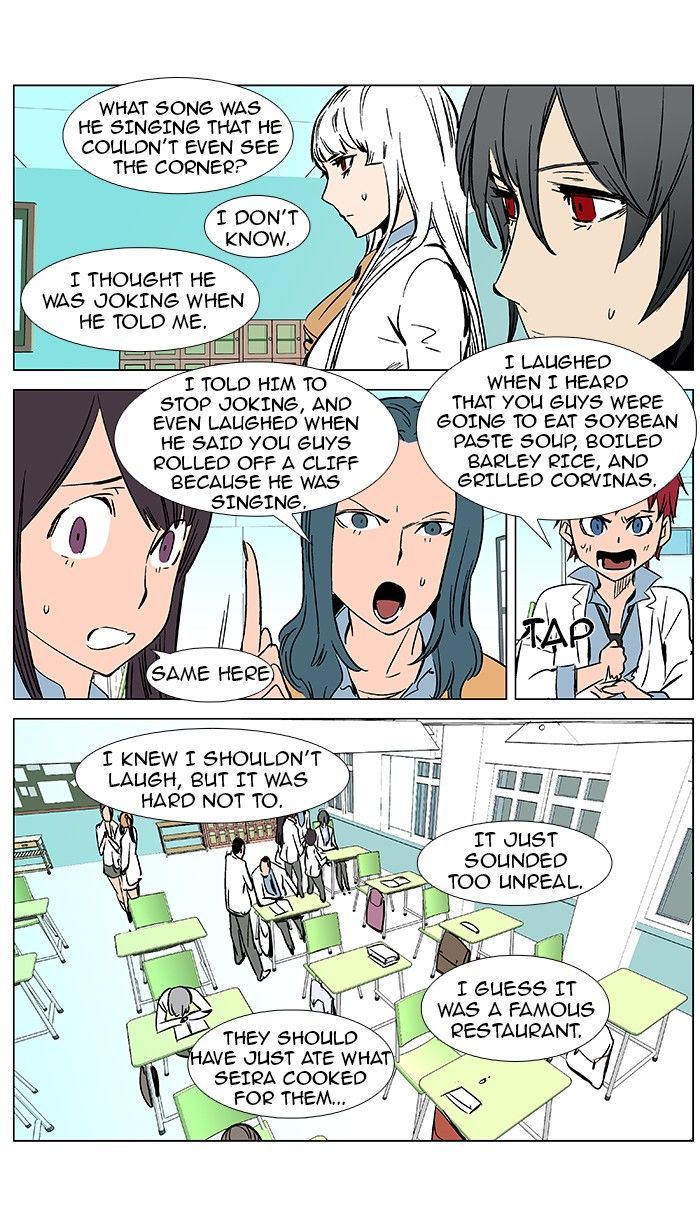 WHAT SONG WAS
HE SINGING THAT HE
COULDN'T EVEN SEE
THE CORNER?
I DON'T
KNOW.
I THOUGHT HE
WAS JOKING WHEN
HE TOLD ME.
I TOLD HIM TO
STOP JOKING, AND
EVEN LAUGHED WHEN
HE SAID YOU GUYS
ROLLED OFF A CLIFF
BECAUSE HE WAS
SINGING.
I LAUGHED
WHEN I HEARD
THAT YOU GUYS WERE
GOING TO EAT SOYBEAN
PASTE SOUP, BOILED
BARLEY RICE, AND
GRILLED CORVINAS.
SAME HERE
TAP
I KNEW I SHOULDN'T
LAUGH, BUT IT WAS
HARD NOT TO.
IT JUST
SOUNDED
TOO UNREAL.
I GUESS IT
WAS A FAMOUS
RESTAURANT.
THEY SHOULD
HAVE JUST ATE WHAT
SEIRA COOKED
FOR THEM...